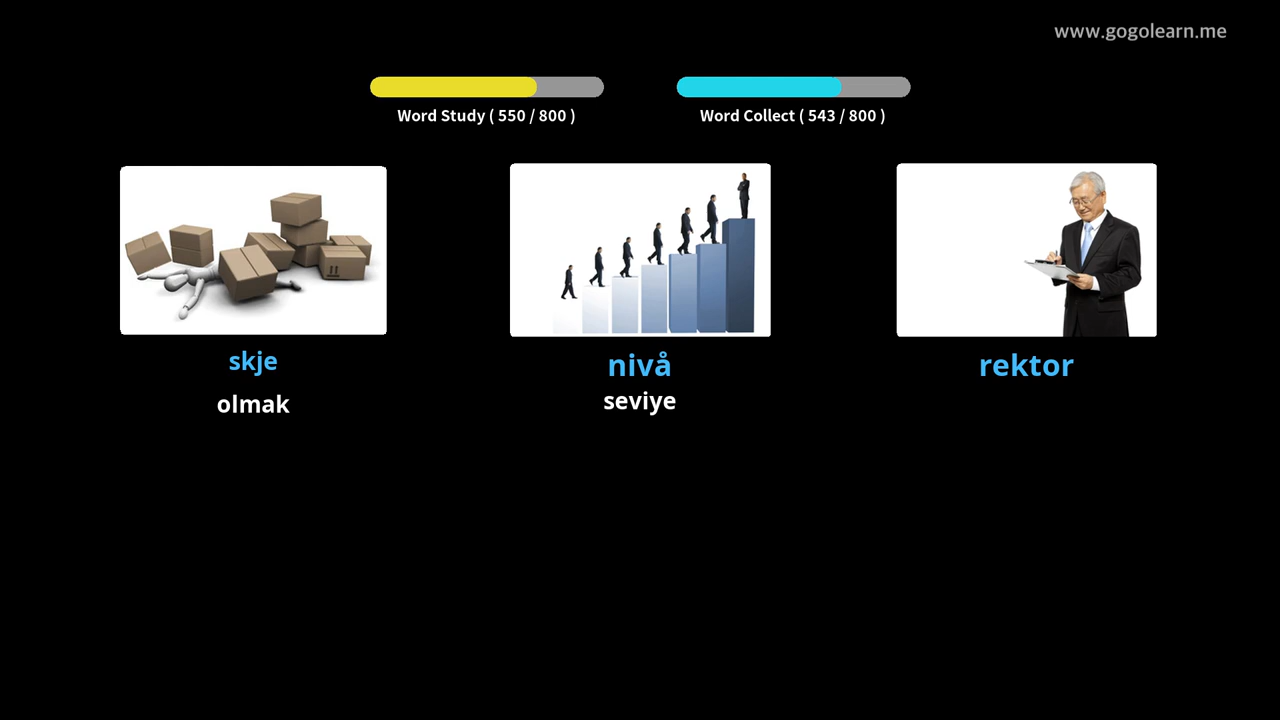 www.gogolearn.me
Word Study ( 550 / 800 )
Word Collect ( 543 / 800 )
skje
olmak
nivå
seviye
rektor